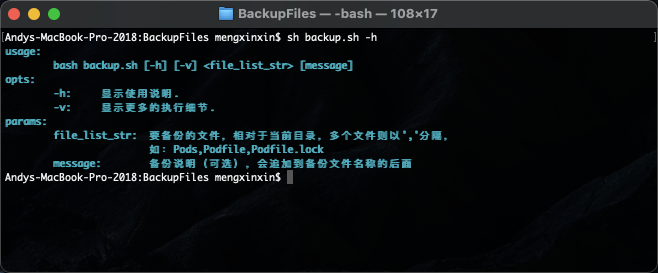 BackupFiles — -bash — 108×17
[Andys-MacBook-Pro-2018:BackupFiles mengxinxin$ sh backup.sh -h ]
usage:
bash backup.sh [-h] [-v] <file_list_str> [message]
opts:
-h: 显示使用说明.
-v: 显示更多的执行细节.
params:
file_list_str: 要备份的文件，相对于当前目录，多个文件则以','分隔，
如: Pods,Podfile,Podfile.lock
message: 备份说明（可选），会追加到备份文件名称的后面
Andys-MacBook-Pro-2018:BackupFiles mengxinxin$